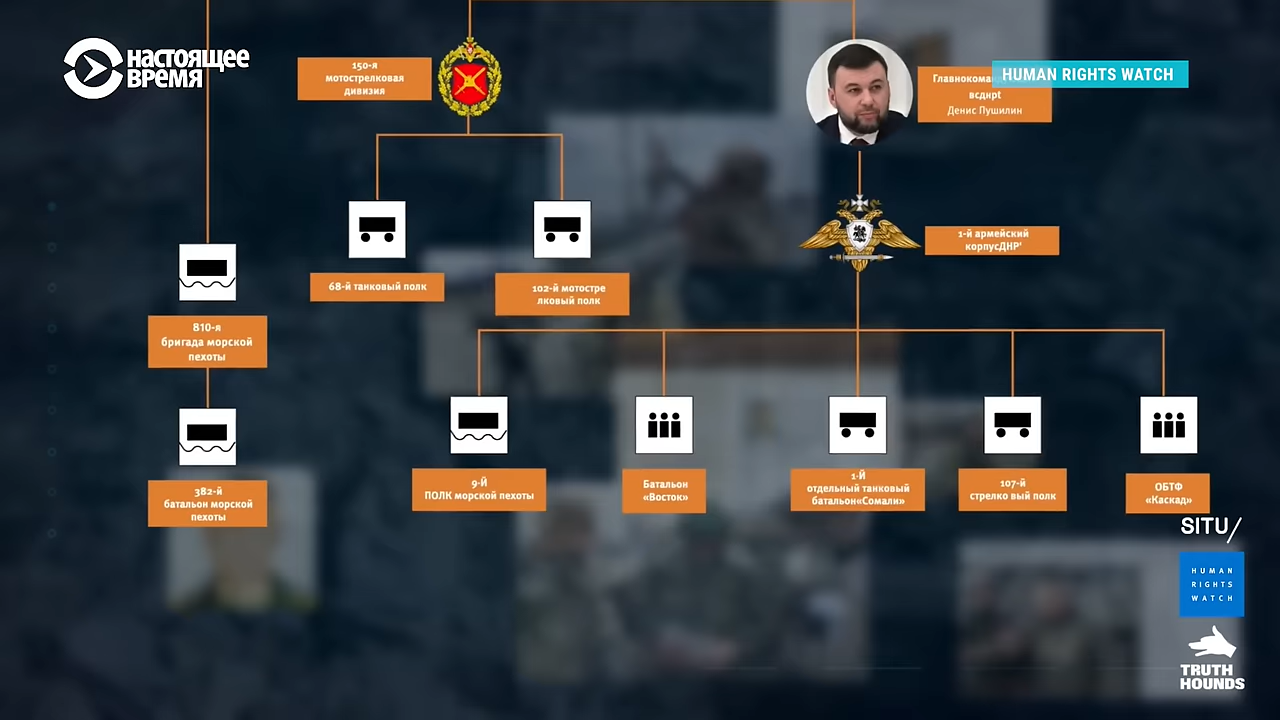 НАСТОЯЩЕЕ
ВРЕМЯ
150-я
мотострелковая
дивизия
HUMAN RIGHTS WATCH
Главнокома
всднрt
Денис Пушилин
1-й армейский
корпусДНР'
68-й танковый полк
102-й мотостре
лковый полк
810-я
бригада морской
пехоты
382-й
батальон морской
пехоты
9-Й
ПОЛК морской пехоты
Батальон
«Восток»
1-Й
отдельный танковый
батальон«Сомали»
107-й
стрелко вый полк
ОБТФ
«Каскад»
SITU/
HUMAN
RIGHTS
WATCH
TRUTH
HOUNDS